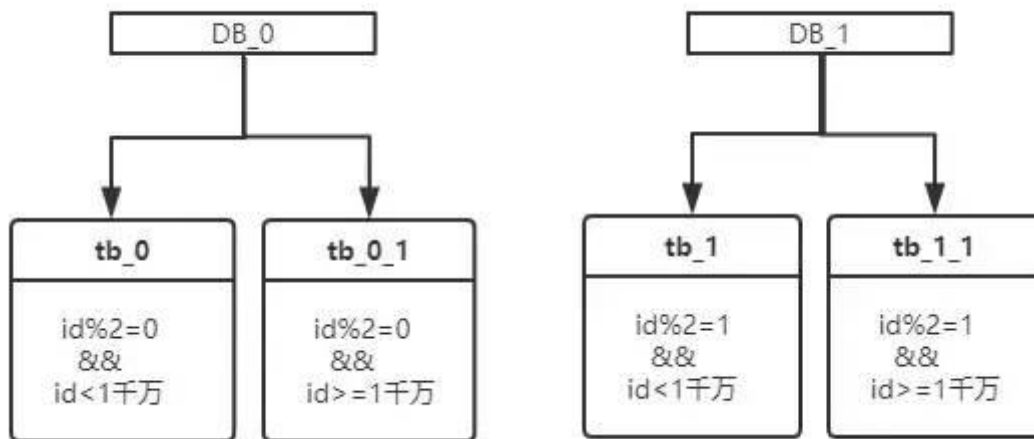 DB_0
DB_1
tb_0
tb_0_1
tb_1
tb_1_1
id%2=0
&&
id<1千万
id%2=0
&&
id>=1千万
id%2=1
&&
id<1千万
id%2=1
&&
id>=1千万